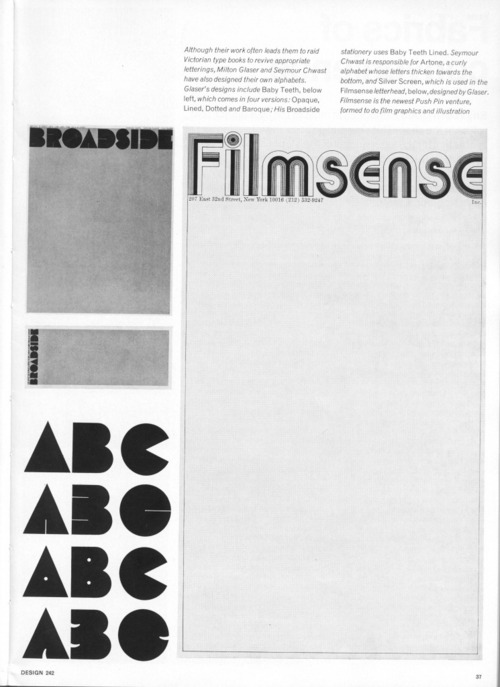 Although their work often leads them to raid
Victorian type books to revive appropriate
letterings, Milton Glaser and Seymour Chwast
have also designed their own alphabets.
Glaser's designs include Baby Teeth, below
left, which comes in four versions: Opaque,
Lined, Dotted and Baroque; His Broadside
stationery uses Baby Teeth Lined. Seymour
Chwast is responsible for Artone, a curly
alphabet whose letters thicken towards the
bottom, and Silver Screen, which is used in the
Filmsense letterhead, below, designed by Glaser.
Filmsense is the newest Push Pin venture,
formed to do film graphics and illustration
BROADSIDE
BROADSIDE
ABC
ABC
ABC
ABC
Filmsense
207 East 32nd Street, New York 10016 (212) 532-9247
Inc.
DESIGN 242
37